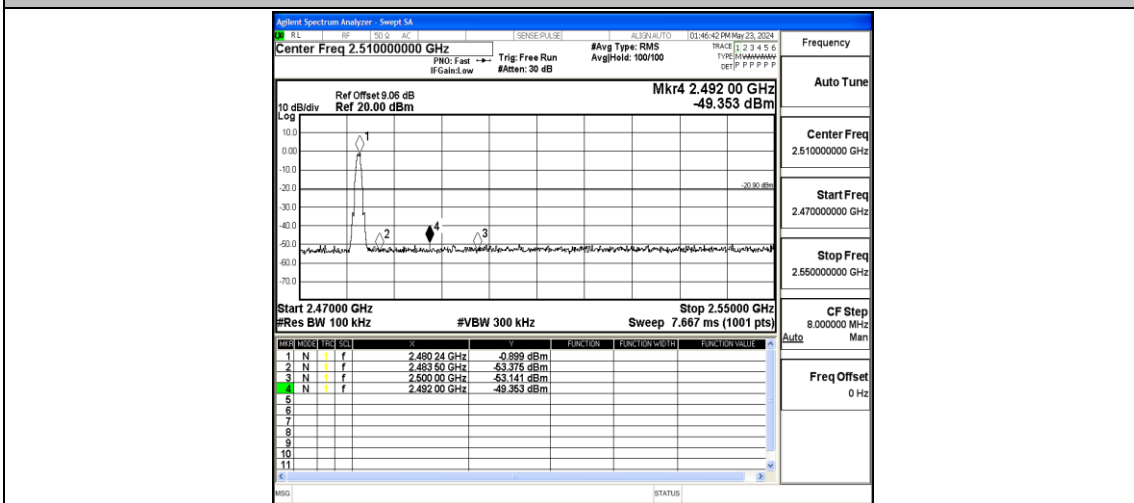 Agilent Spectrum Analyzer - Swept SA
RL RF 50 Ω AC SENSE:PULSE ALIGNAUTO 01:46:42 PM May 23, 2024
Center Freq 2.510000000 GHz
PNO: Fast
IFGain:Low
Trig: Free Run
#Atten: 30 dB
#Avg Type: RMS
Avg|Hold: 100/100
TRACE 1 2 3 4 5 6
TYPE M W W W W W
DET P P P P P P
Mkr4 2.492 00 GHz
-49.353 dBm
Ref Offset 9.06 dB
10 dB/div Ref 20.00 dBm
Log
10.0
0.00
-10.0
-20.0
-30.0
-40.0
-50.0
-60.0
-70.0
1
2
4
3
-20.90 dBm
Start 2.47000 GHz Stop 2.55000 GHz
#Res BW 100 kHz #VBW 300 kHz Sweep 7.667 ms (1001 pts)
MKR MODE TRC SCL X Y FUNCTION FUNCTION WIDTH FUNCTION VALUE
1 N 1 f 2.480 24 GHz -0.899 dBm
2 N 1 f 2.483 50 GHz -53.375 dBm
3 N 1 f 2.500 00 GHz -53.141 dBm
4 N 1 f 2.492 00 GHz -49.353 dBm
5
6
7
8
9
10
11
MSG STATUS
Frequency
Auto Tune
Center Freq
2.510000000 GHz
Start Freq
2.470000000 GHz
Stop Freq
2.550000000 GHz
CF Step
8.000000 MHz
Auto Man
Freq Offset
0 Hz